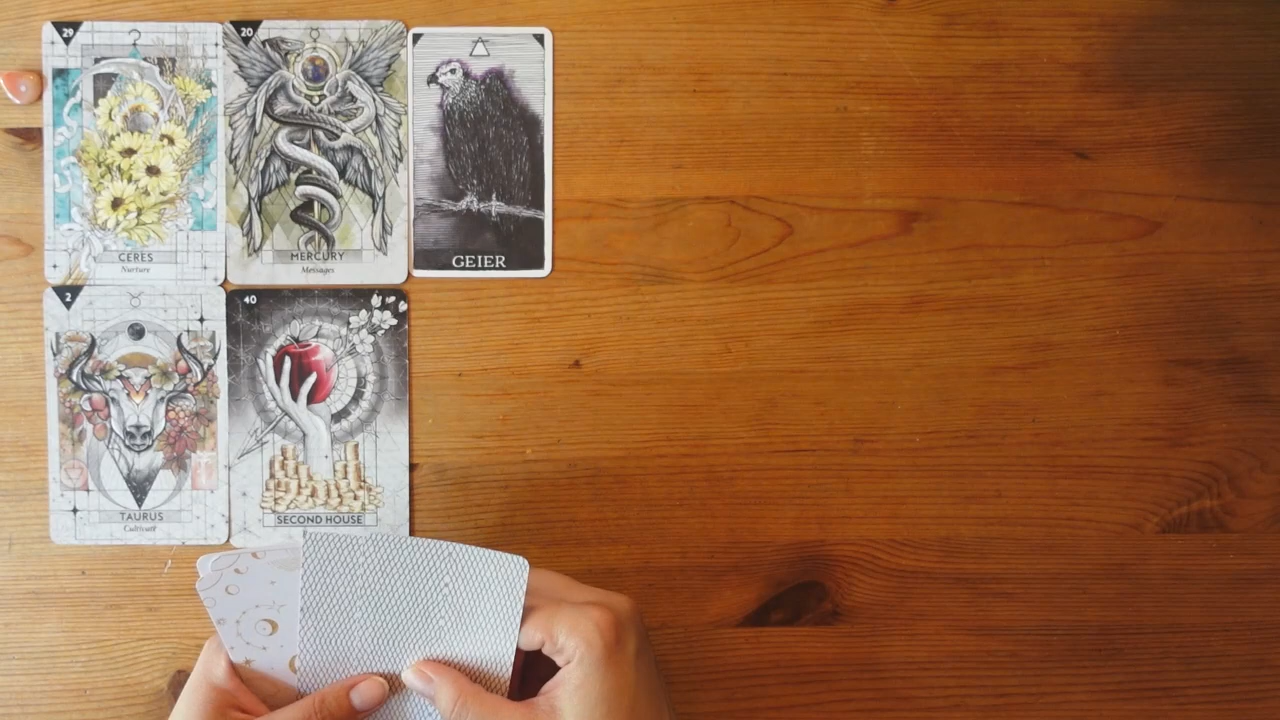 29
CERES
Nurture
20
MERCURY
Messages
GEIER
2
TAURUS
Cultivate
40
SECOND HOUSE